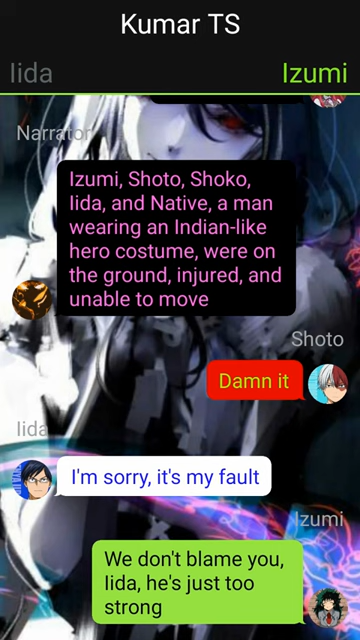 Kumar TS
Iida
Izumi
Narrator
Izumi, Shoto, Shoko,
Iida, and Native, a man
wearing an Indian-like
hero costume, were on
the ground, injured, and
unable to move
Shoto
Damn it
Iida
I'm sorry, it's my fault
Izumi
We don't blame you,
Iida, he's just too
strong